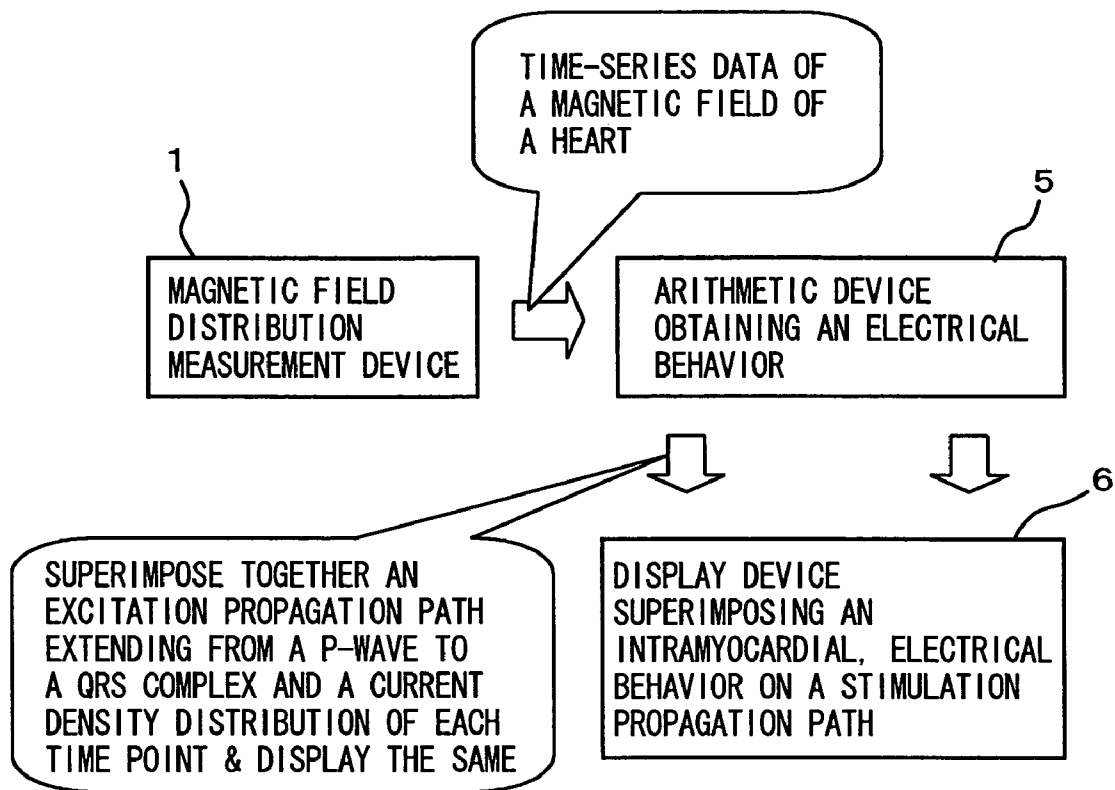 TIME-SERIES DATA OF
A MAGNETIC FIELD OF
A HEART
1
5
MAGNETIC FIELD
DISTRIBUTION
MEASUREMENT DEVICE
ARITHMETIC DEVICE
OBTAINING AN ELECTRICAL
BEHAVIOR
6
SUPERIMPOSE TOGETHER AN
EXCITATION PROPAGATION PATH
EXTENDING FROM A P-WAVE TO
A QRS COMPLEX AND A CURRENT
DENSITY DISTRIBUTION OF EACH
TIME POINT & DISPLAY THE SAME
DISPLAY DEVICE
SUPERIMPOSING AN
INTRAMYOCARDIAL, ELECTRICAL
BEHAVIOR ON A STIMULATION
PROPAGATION PATH